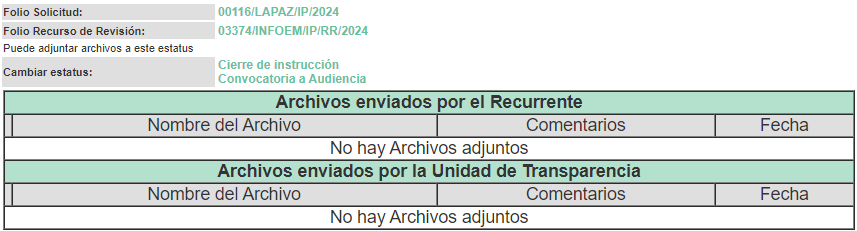 Folio Solicitud: 00116/LAPAZ/IP/2024
Folio Recurso de Revisión: 03374/INFOEM/IP/RR/2024
Puede adjuntar archivos a este estatus
Cambiar estatus: Cierre de instrucción
Convocatoria a Audiencia
Archivos enviados por el Recurrente
Nombre del Archivo Comentarios Fecha
No hay Archivos adjuntos
Archivos enviados por la Unidad de Transparencia
Nombre del Archivo Comentarios Fecha
No hay Archivos adjuntos